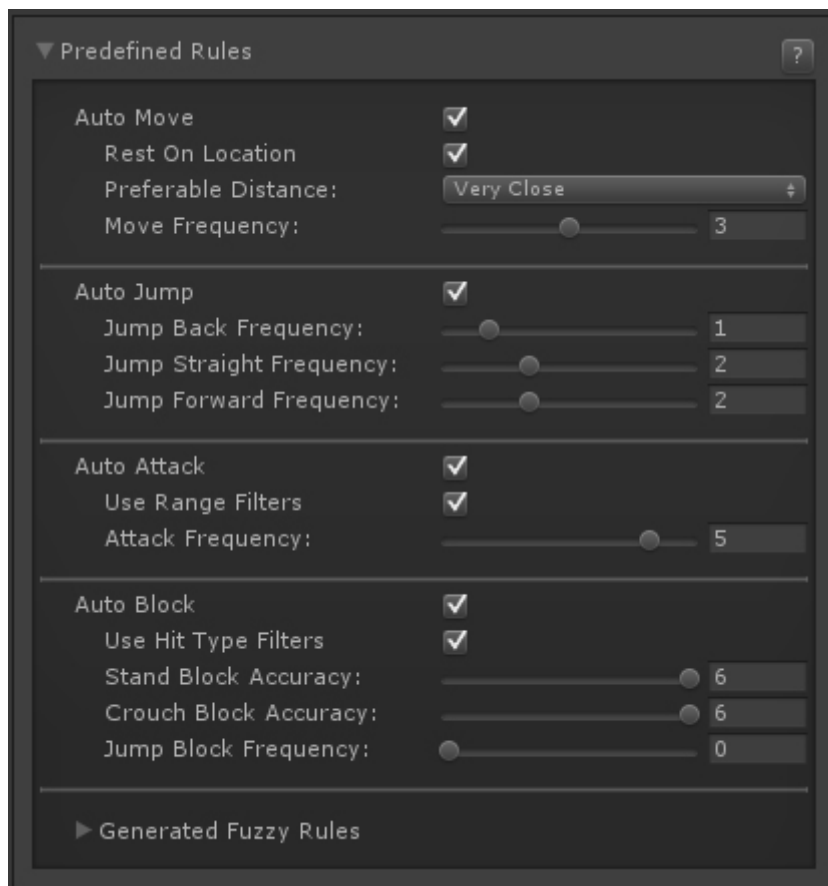 Predefined Rules ?
Auto Move
Rest On Location
Preferable Distance: Very Close
Move Frequency: 3
Auto Jump
Jump Back Frequency: 1
Jump Straight Frequency: 2
Jump Forward Frequency: 2
Auto Attack
Use Range Filters
Attack Frequency: 5
Auto Block
Use Hit Type Filters
Stand Block Accuracy: 6
Crouch Block Accuracy: 6
Jump Block Frequency: 0
Generated Fuzzy Rules